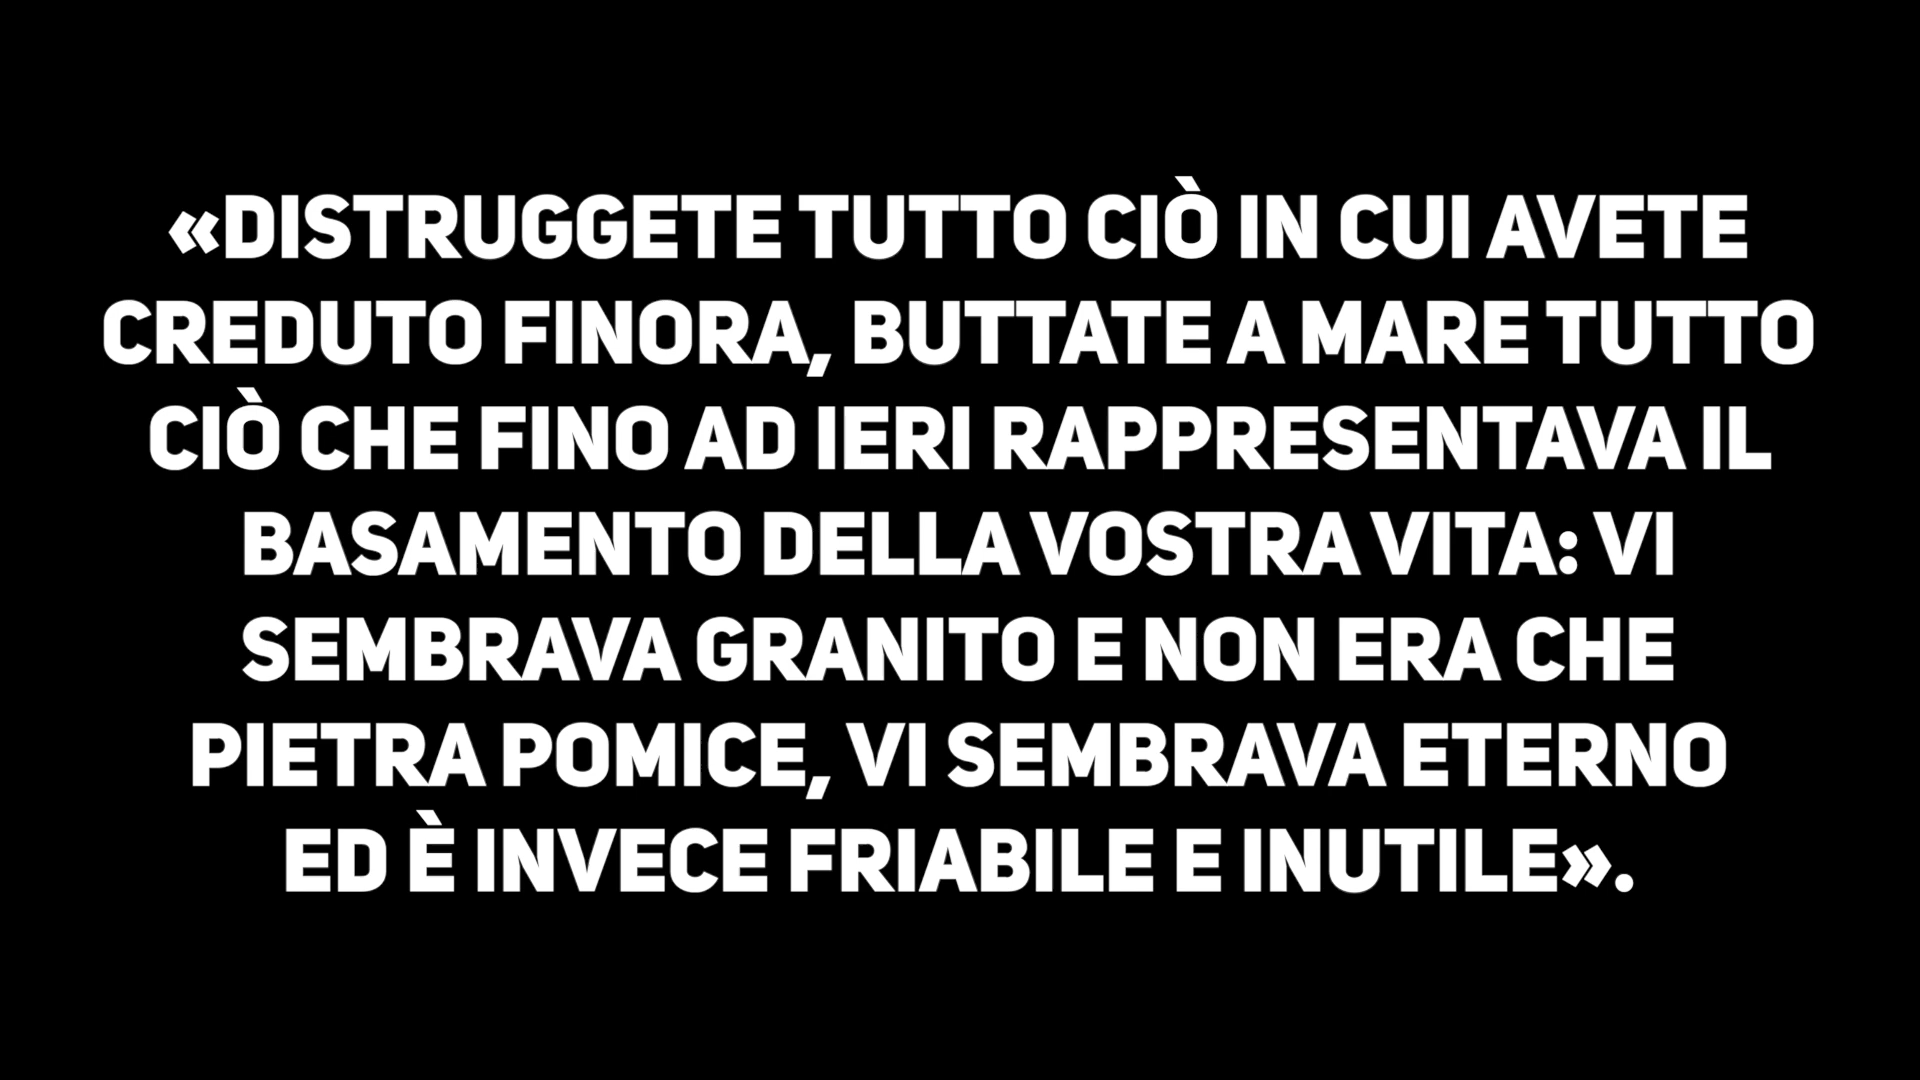 «DISTRUGGETE TUTTO CIÒ IN CUI AVETE
CREDUTO FINORA, BUTTATE A MARE TUTTO
CIÒ CHE FINO AD IERI RAPPRESENTAVA IL
BASAMENTO DELLA VOSTRA VITA: VI
SEMBRAVA GRANITO E NON ERA CHE
PIETRA POMICE, VI SEMBRAVA ETERNO
ED È INVECE FRIABILE E INUTILE».